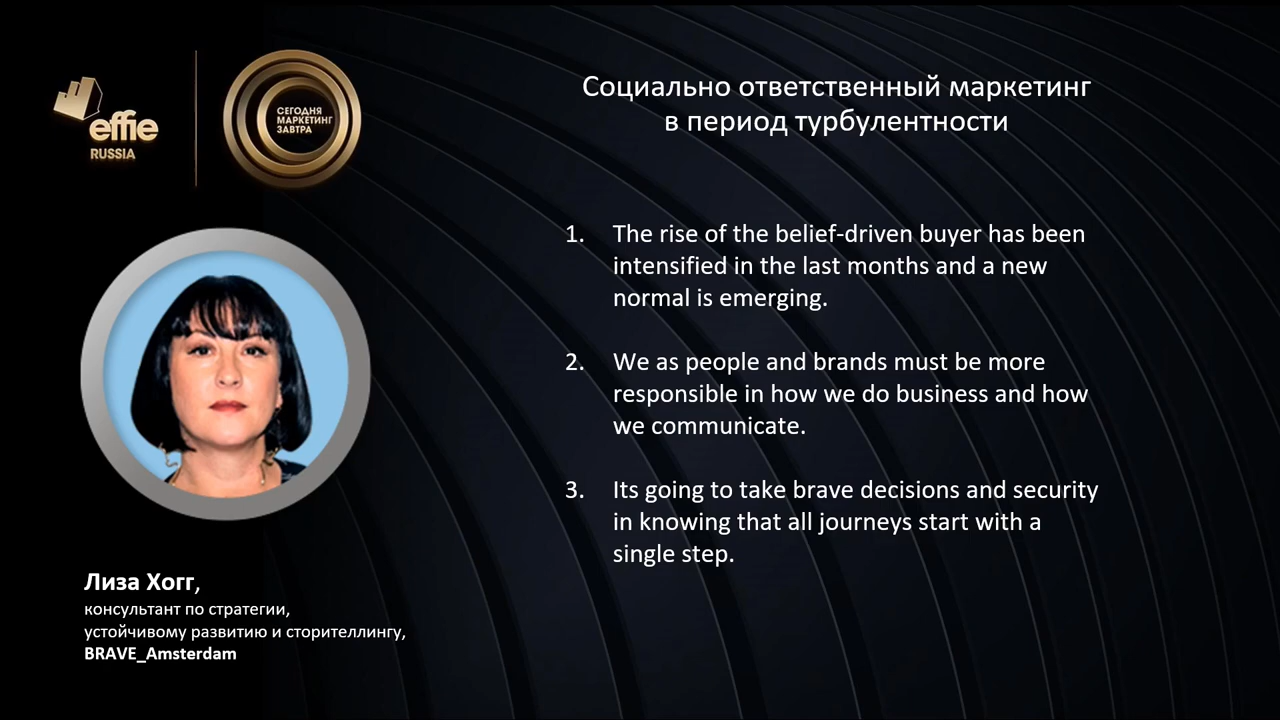 effie
RUSSIA
СЕГОДНЯ
МАРКЕТИНГ
ЗАВТРА
Социально ответственный маркетинг
в период турбулентности
1. The rise of the belief-driven buyer has been
intensified in the last months and a new
normal is emerging.
2. We as people and brands must be more
responsible in how we do business and how
we communicate.
3. Its going to take brave decisions and security
in knowing that all journeys start with a
single step.
Лиза Хогг,
консультант по стратегии,
устойчивому развитию и сторителлингу,
BRAVE_Amsterdam